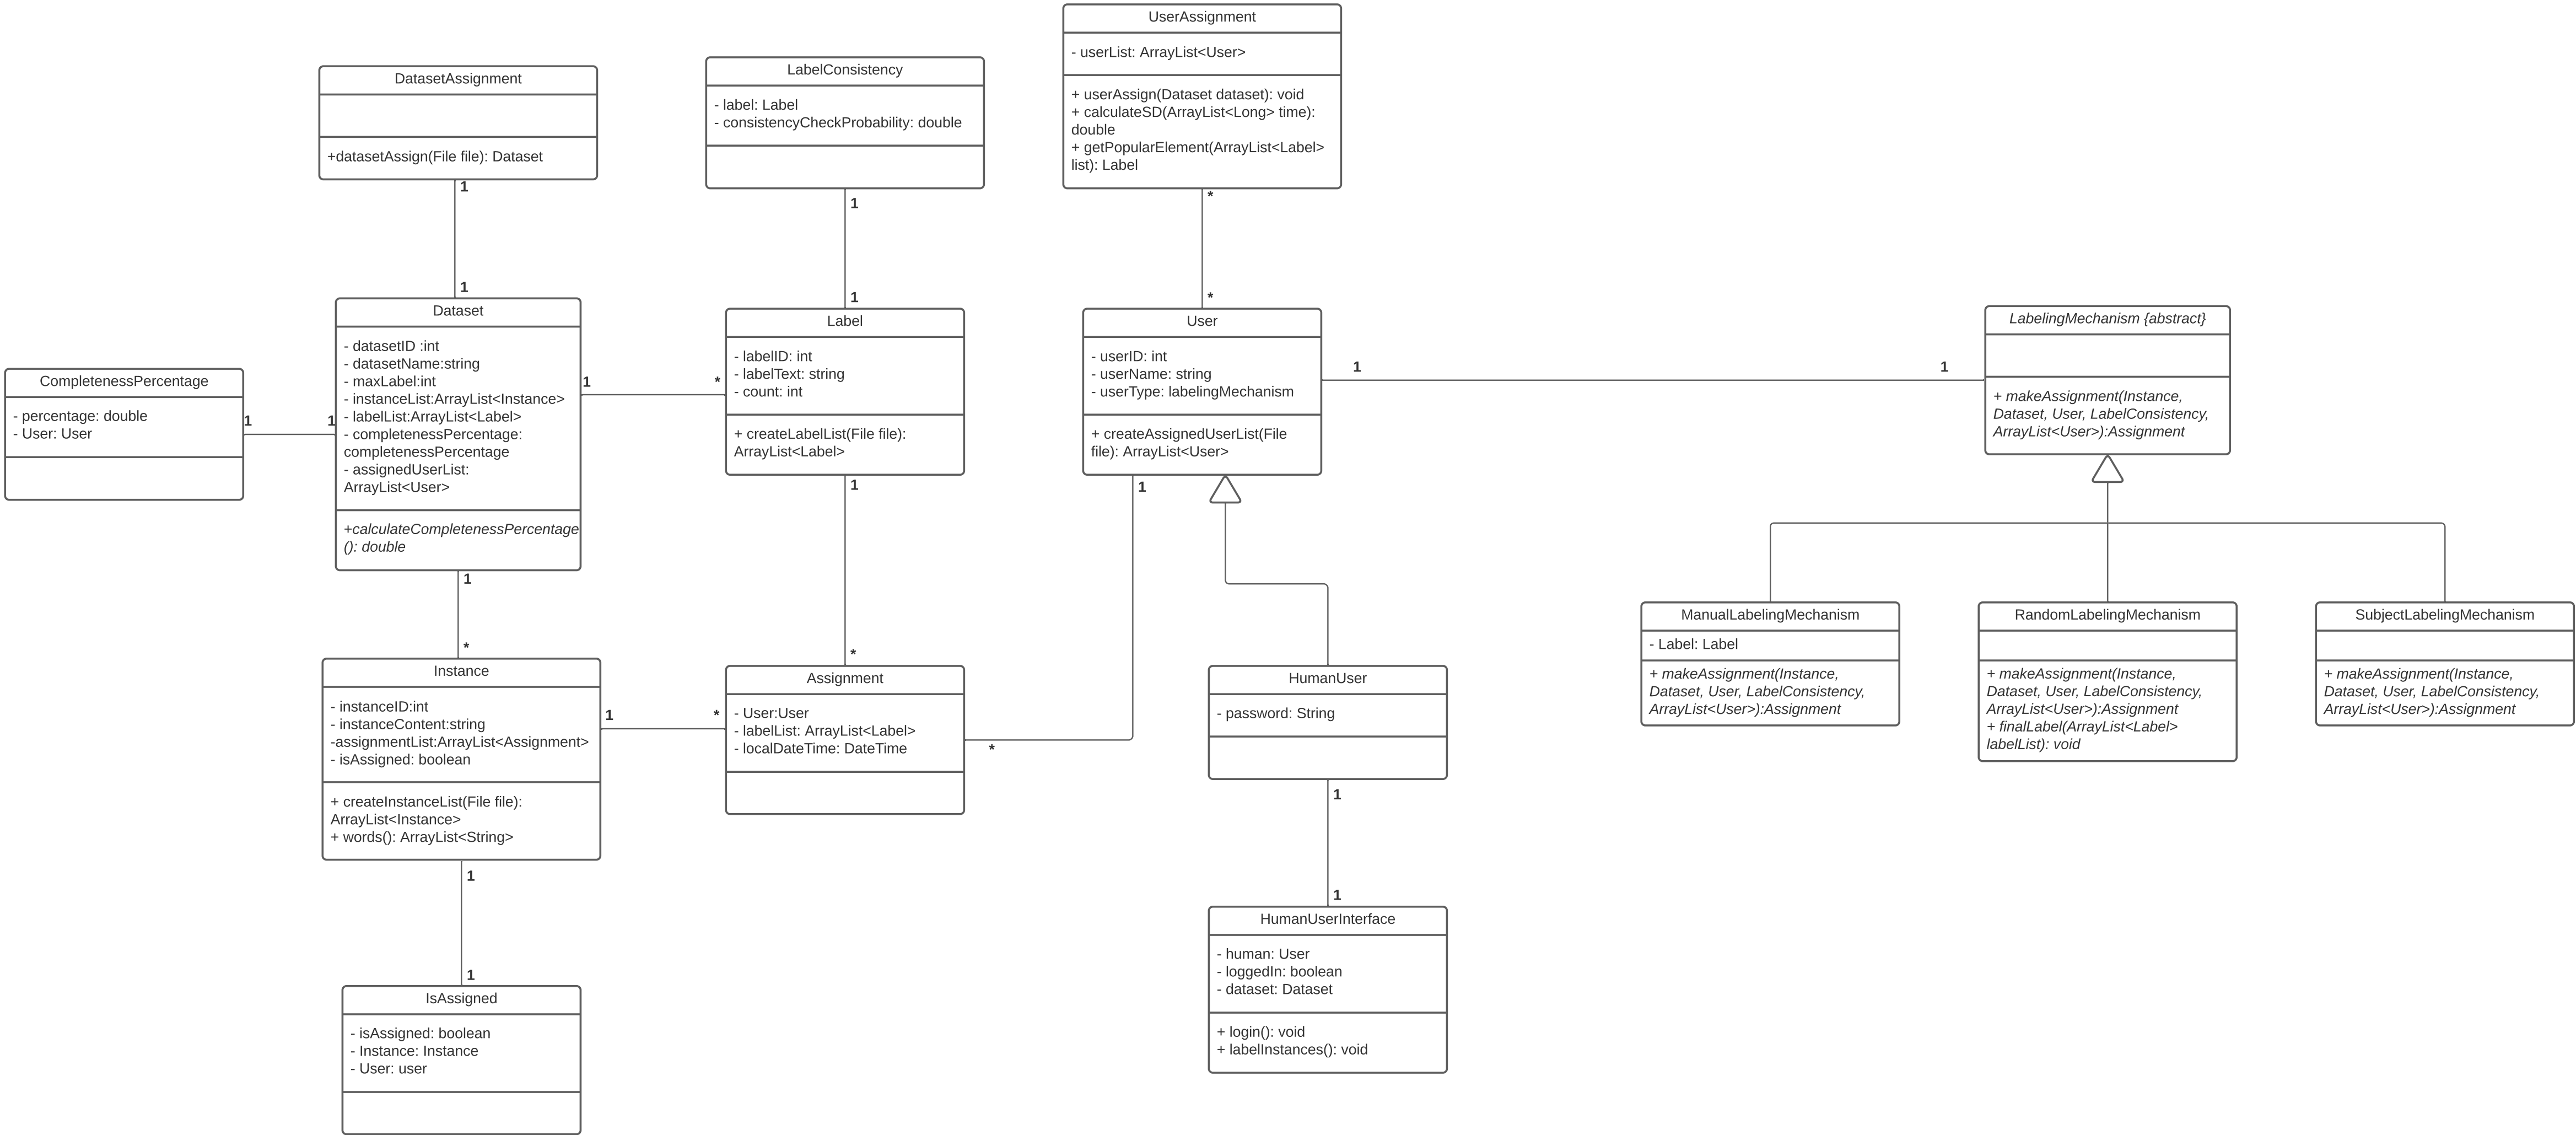 UserAssignment
- userList: ArrayList<User>
+ userAssign(Dataset dataset): void
+ calculateSD(ArrayList<Long> time):
double
+ getPopularElement(ArrayList<Label>
list): Label
*
*
LabelConsistency
- label: Label
- consistencyCheckProbability: double
1
1
DatasetAssignment
+datasetAssign(File file): Dataset
1
1
Dataset
- datasetID :int
- datasetName:string
- maxLabel:int
- instanceList:ArrayList<Instance>
- labelList:ArrayList<Label>
- completenessPercentage:
completenessPercentage
- assignedUserList:
ArrayList<User>
+calculateCompletenessPercentage
(): double
1
*
CompletenessPercentage
- percentage: double
- User: User
1
1
Label
- labelID: int
- labelText: string
- count: int
+ createLabelList(File file):
ArrayList<Label>
1
*
User
- userID: int
- userName: string
- userType: labelingMechanism
+ createAssignedUserList(File
file): ArrayList<User>
1
1
LabelingMechanism {abstract}
+ makeAssignment(Instance,
Dataset, User, LabelConsistency,
ArrayList<User>):Assignment
1
*
1
*
Instance
- instanceID:int
- instanceContent:string
-assignmentList:ArrayList<Assignment>
- isAssigned: boolean
+ createInstanceList(File file):
ArrayList<Instance>
+ words(): ArrayList<String>
1
*
Assignment
- User:User
- labelList: ArrayList<Label>
- localDateTime: DateTime
HumanUser
- password: String
1
1
ManualLabelingMechanism
- Label: Label
+ makeAssignment(Instance,
Dataset, User, LabelConsistency,
ArrayList<User>):Assignment
RandomLabelingMechanism
+ makeAssignment(Instance,
Dataset, User, LabelConsistency,
ArrayList<User>):Assignment
+ finalLabel(ArrayList<Label>
labelList): void
SubjectLabelingMechanism
+ makeAssignment(Instance,
Dataset, User, LabelConsistency,
ArrayList<User>):Assignment
1
1
HumanUserInterface
- human: User
- loggedIn: boolean
- dataset: Dataset
+ login(): void
+ labelInstances(): void
IsAssigned
- isAssigned: boolean
- Instance: Instance
- User: user